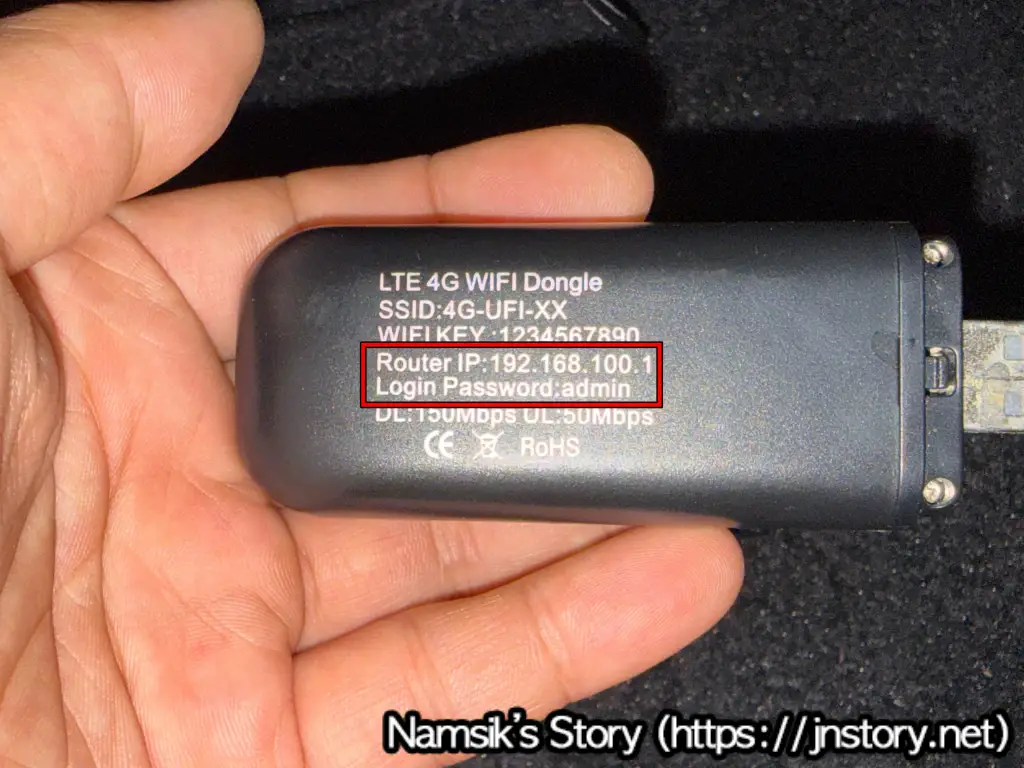 LTE 4G WIFI Dongle
SSID:4G-UFI-XX
WIFI KEY :1234567890
Router IP:192.168.100.1
Login Password:admin
DL:150Mbps UL:50Mbps
CE RoHS
Namsik's Story (https://jnstory.net)